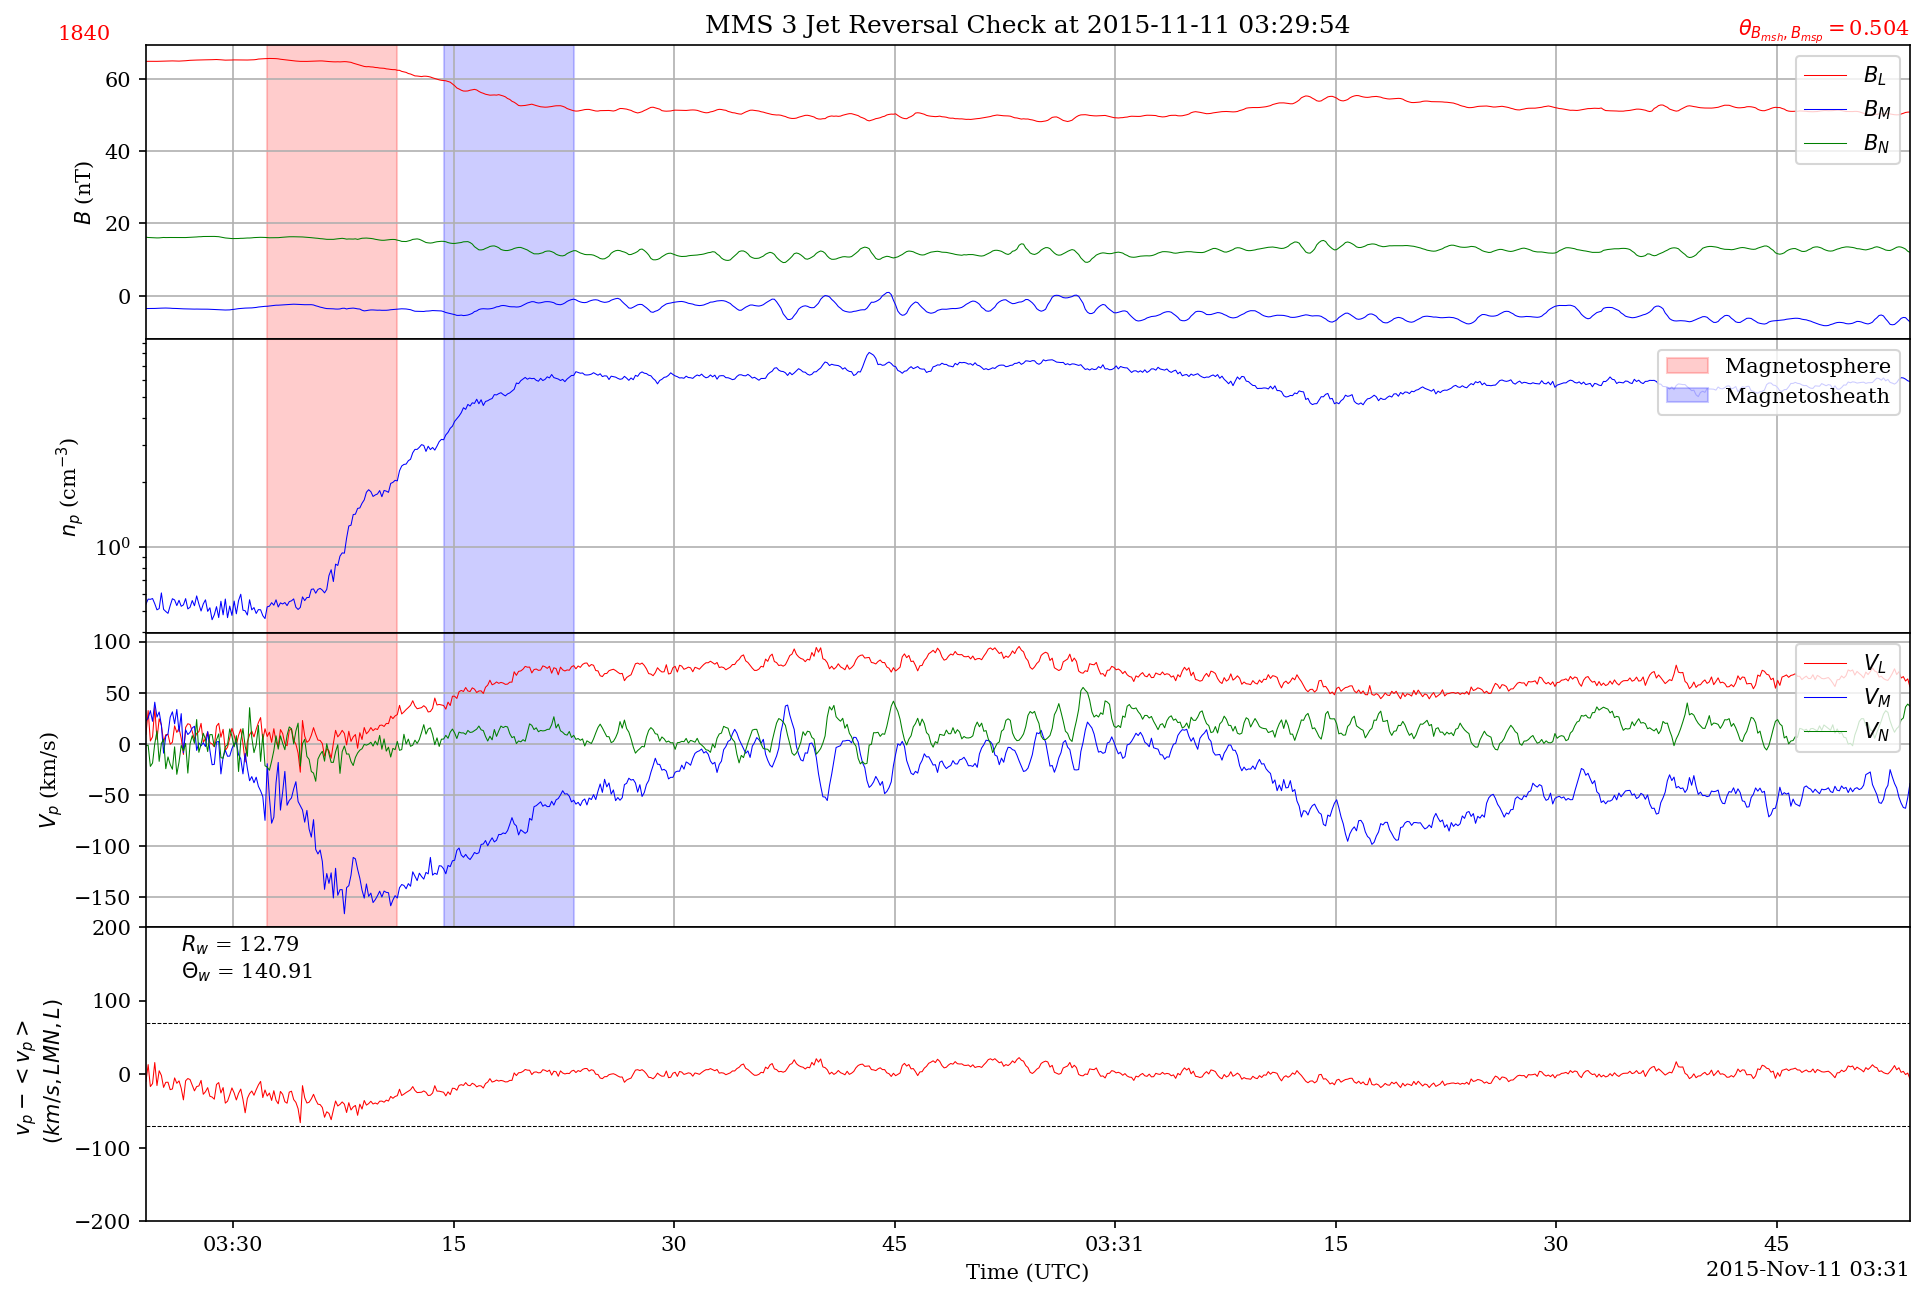 MMS 3 Jet Reversal Check at 2015-11-11 03:29:54
1840
θ_{B_{msh}, B_{msp}} = 0.504
60
40
20
0
B (nT)
B_L
B_M
B_N
10⁰
n_p (cm⁻³)
Magnetosphere
Magnetosheath
100
50
0
−50
−100
−150
V_p (km/s)
V_L
V_M
V_N
200
100
0
−100
−200
v_p − < v_p >
(km/s, LMN, L)
R_w = 12.79
Θ_w = 140.91
03:30 15 30 45 03:31 15 30 45
Time (UTC)
2015-Nov-11 03:31